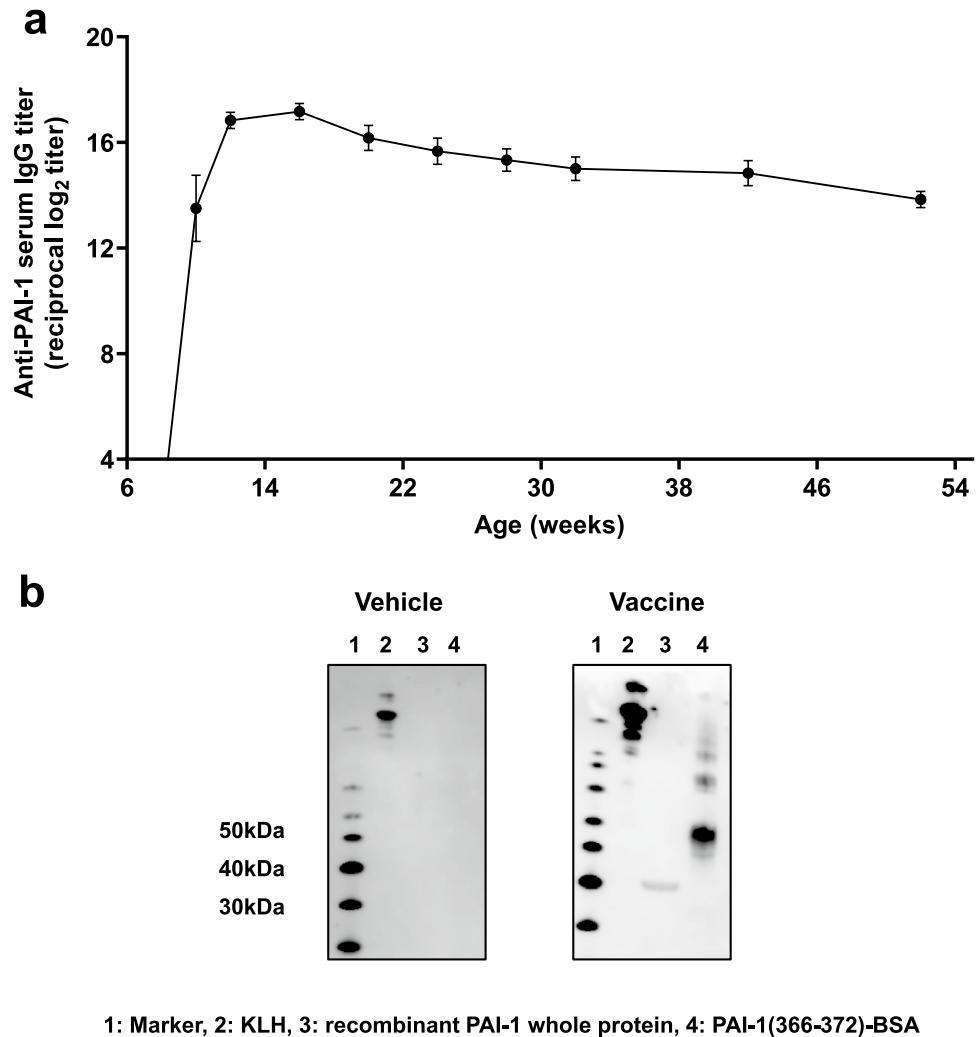 a
20
16
12
8
4
Anti-PAI-1 serum IgG titer
(reciprocal log₂ titer)
6 14 22 30 38 46 54
Age (weeks)
b
Vehicle Vaccine
1 2 3 4 1 2 3 4
50kDa
40kDa
30kDa
1: Marker, 2: KLH, 3: recombinant PAI-1 whole protein, 4: PAI-1(366-372)-BSA